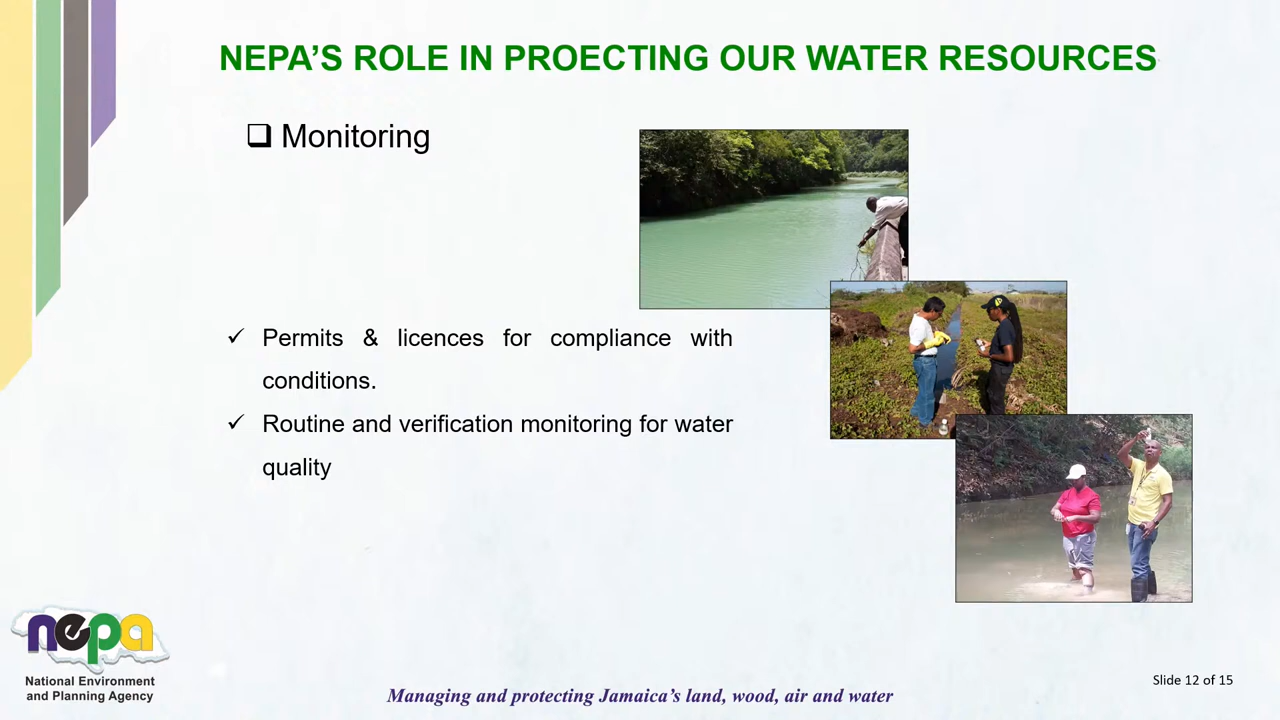 NEPA’S ROLE IN PROECTING OUR WATER RESOURCES
❑ Monitoring
✓ Permits & licences for compliance with
conditions.
✓ Routine and verification monitoring for water
quality
nepa
National Environment
and Planning Agency
Managing and protecting Jamaica’s land, wood, air and water
Slide 12 of 15